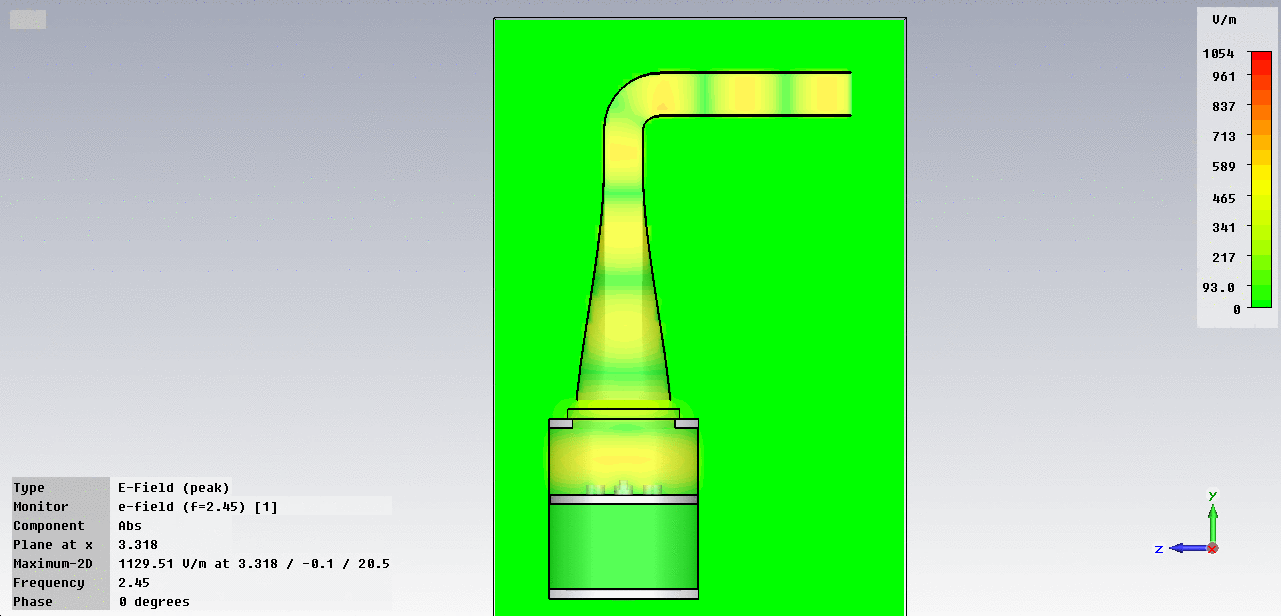 V/m
1054
961
837
713
589
465
341
217
93.0
0
y
z
x
Type E-Field (peak)
Monitor e-field (f=2.45) [1]
Component Abs
Plane at x 3.318
Maximum-2D 1129.51 V/m at 3.318 / -0.1 / 20.5
Frequency 2.45
Phase 0 degrees